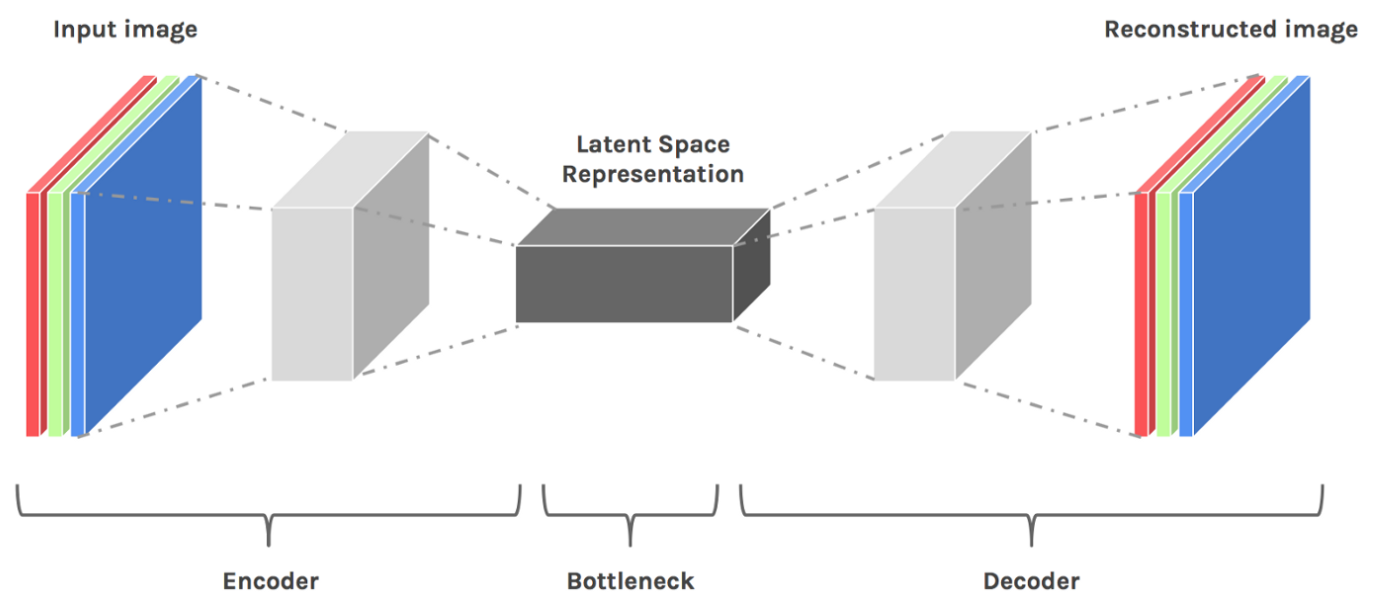 Input image
Reconstructed image
Latent Space
Representation
Encoder
Bottleneck
Decoder